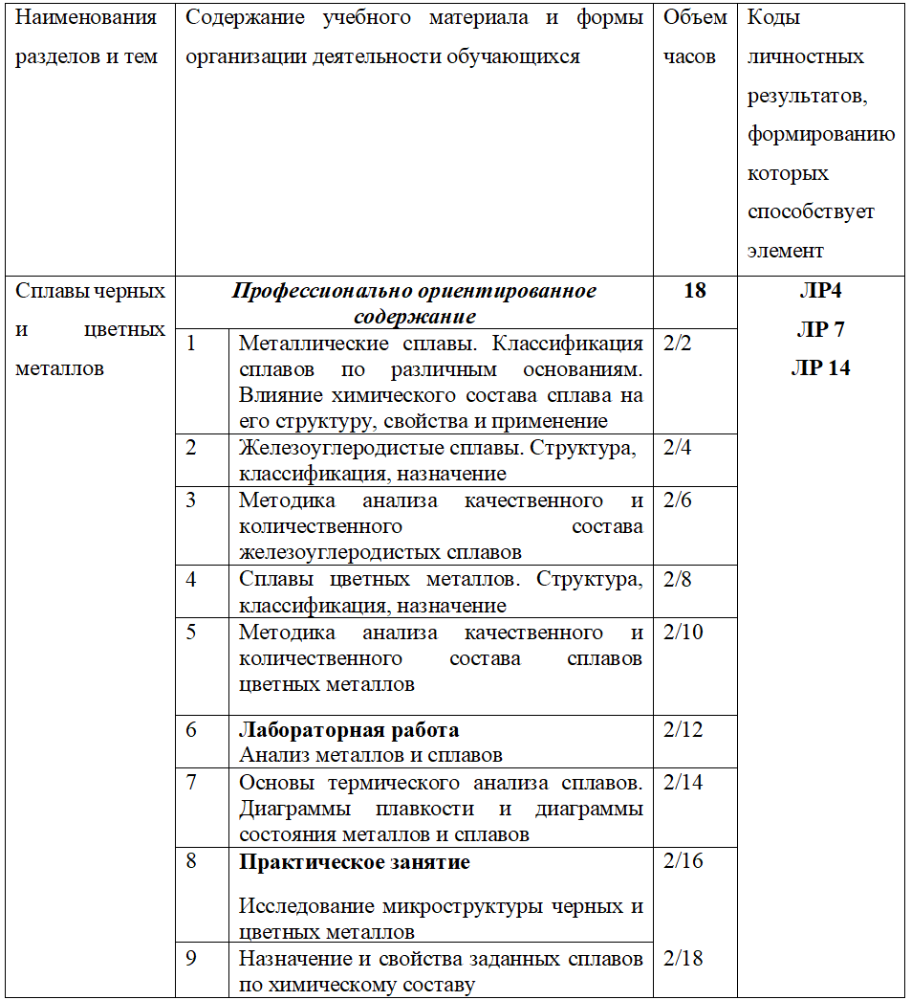 Наименования
разделов и тем
Содержание учебного материала и формы
организации деятельности обучающихся
Объем
часов
Коды
личностных
результатов,
формированию
которых
способствует
элемент
Сплавы черных
и цветных
металлов
Профессионально ориентированное
содержание
18
ЛР4
ЛР 7
ЛР 14
1
Металлические сплавы. Классификация
сплавов по различным основаниям.
Влияние химического состава сплава на
его структуру, свойства и применение
2/2
2
Железоуглеродистые сплавы. Структура,
классификация, назначение
2/4
3
Методика анализа качественного и
количественного состава
железоуглеродистых сплавов
2/6
4
Сплавы цветных металлов. Структура,
классификация, назначение
2/8
5
Методика анализа качественного и
количественного состава сплавов
цветных металлов
2/10
6
Лабораторная работа
Анализ металлов и сплавов
2/12
7
Основы термического анализа сплавов.
Диаграммы плавкости и диаграммы
состояния металлов и сплавов
2/14
8
Практическое занятие
Исследование микроструктуры черных и
цветных металлов
2/16
9
Назначение и свойства заданных сплавов
по химическому составу
2/18